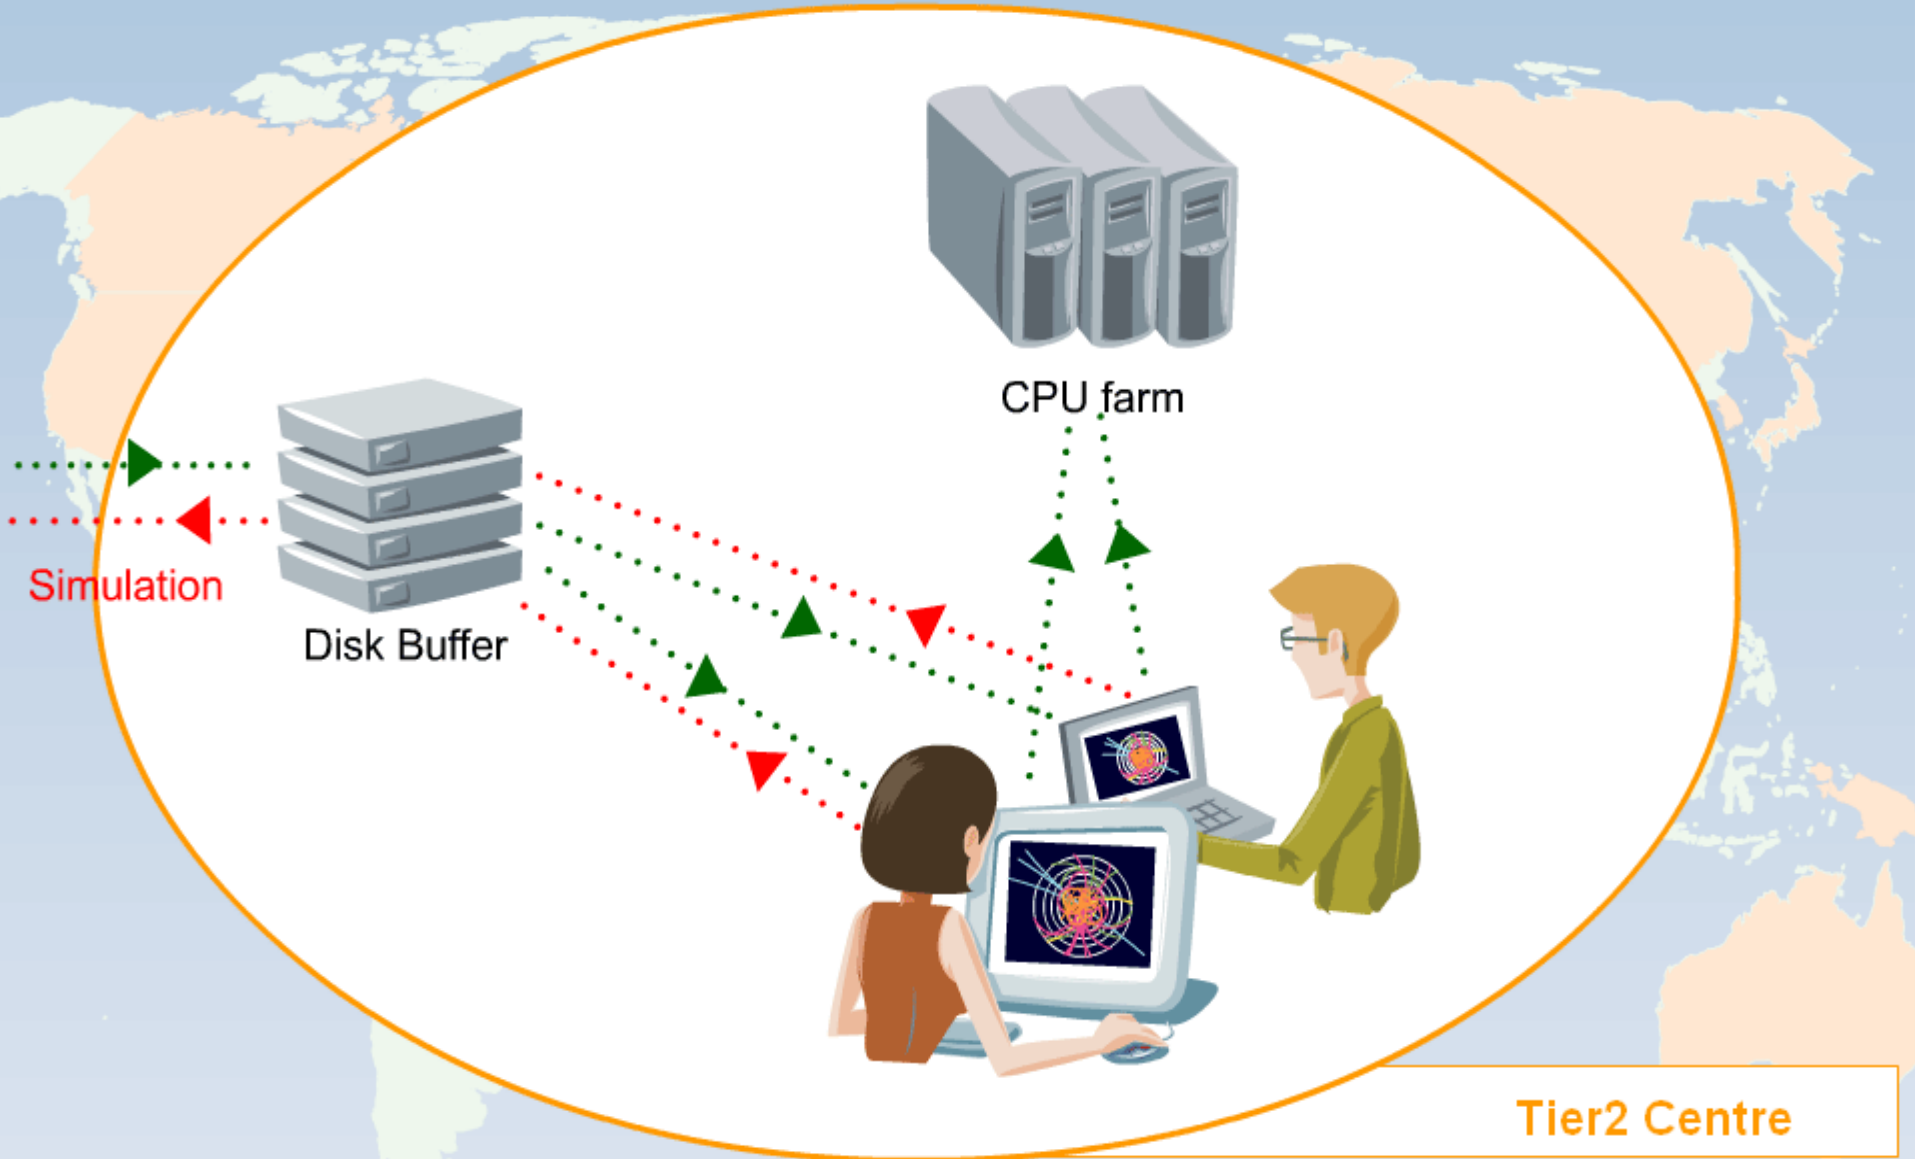 CPU farm
Simulation
Disk Buffer
Tier2 Centre